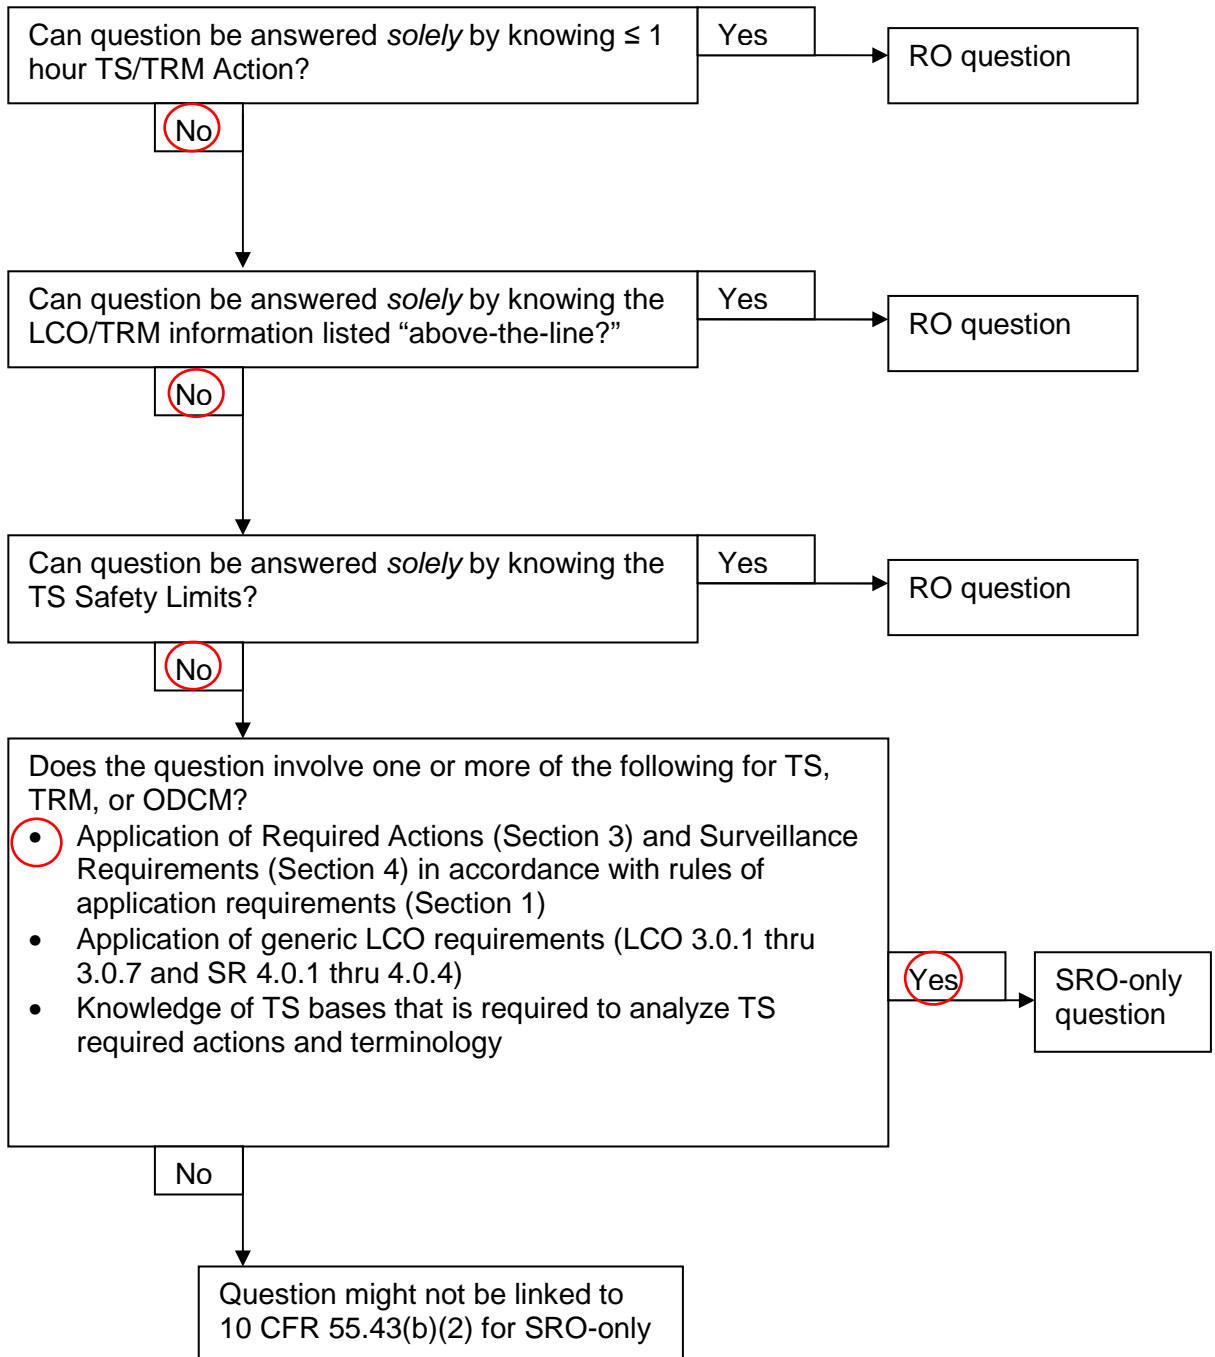 Can question be answered solely by knowing ≤ 1
hour TS/TRM Action?
Yes
RO question
No
Can question be answered solely by knowing the
LCO/TRM information listed “above-the-line?”
Yes
RO question
No
Can question be answered solely by knowing the
TS Safety Limits?
Yes
RO question
No
Does the question involve one or more of the following for TS,
TRM, or ODCM?
• Application of Required Actions (Section 3) and Surveillance
Requirements (Section 4) in accordance with rules of
application requirements (Section 1)
• Application of generic LCO requirements (LCO 3.0.1 thru
3.0.7 and SR 4.0.1 thru 4.0.4)
• Knowledge of TS bases that is required to analyze TS
required actions and terminology
Yes
SRO-only
question
No
Question might not be linked to
10 CFR 55.43(b)(2) for SRO-only